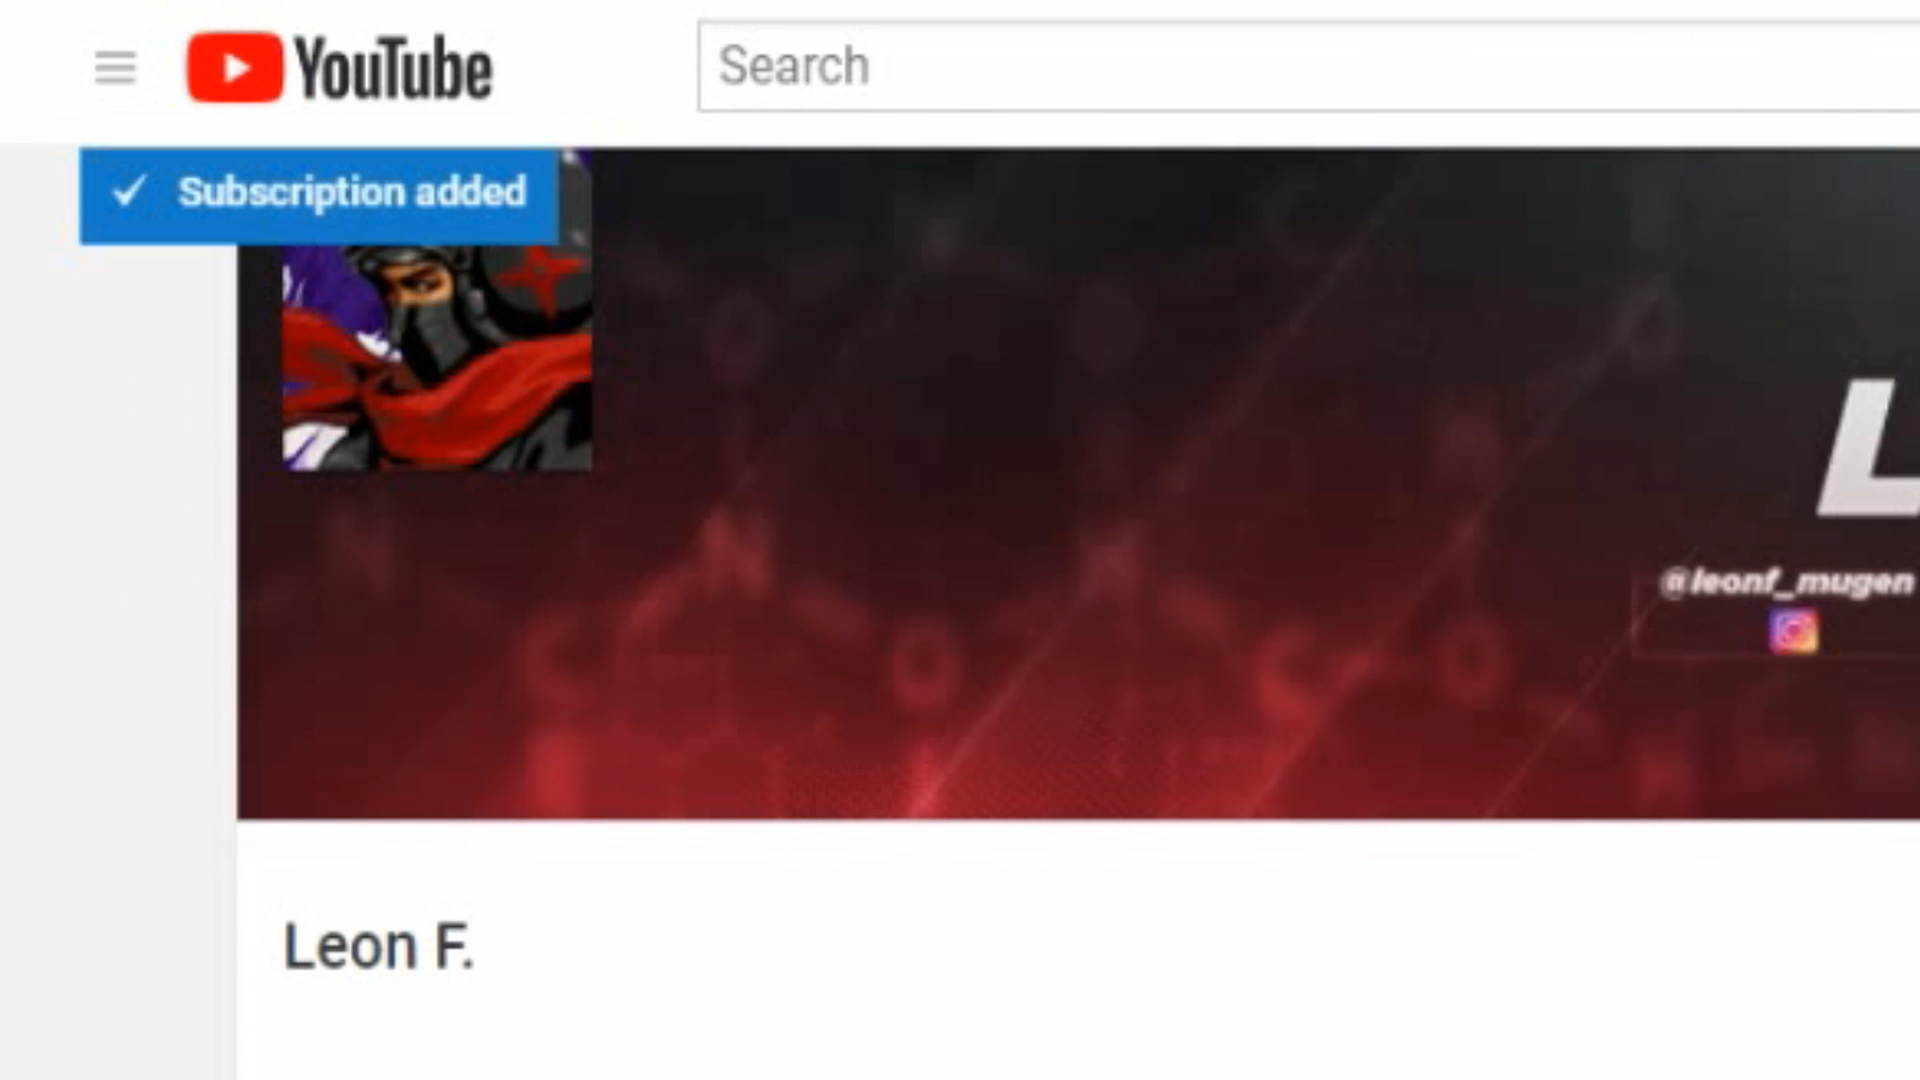 YouTube
Search
Subscription added
L
@leonf_mugen
Leon F.